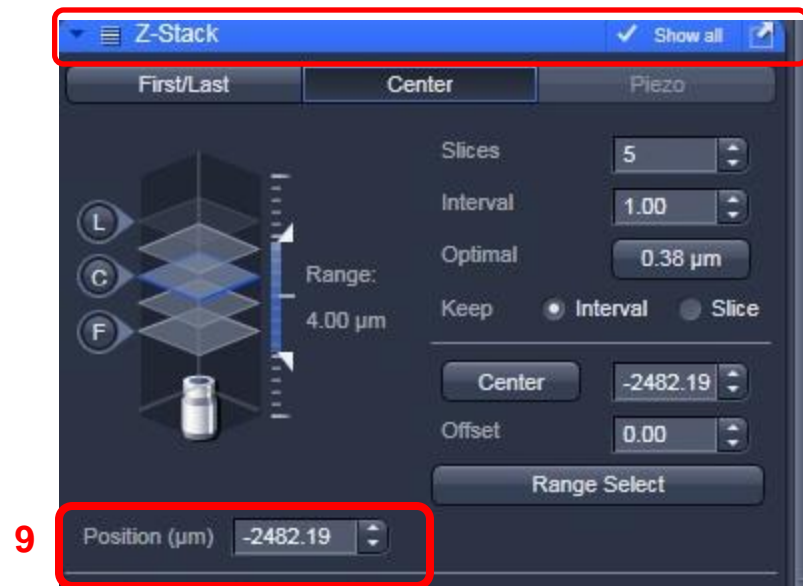 Z-Stack Show all
First/Last Center Piezo
Slices 5
L
Interval 1.00
Optimal 0.38 µm
C
Range:
Keep Interval Slice
4.00 µm
F
Center -2482.19
Offset 0.00
Range Select
9 Position (µm) -2482.19